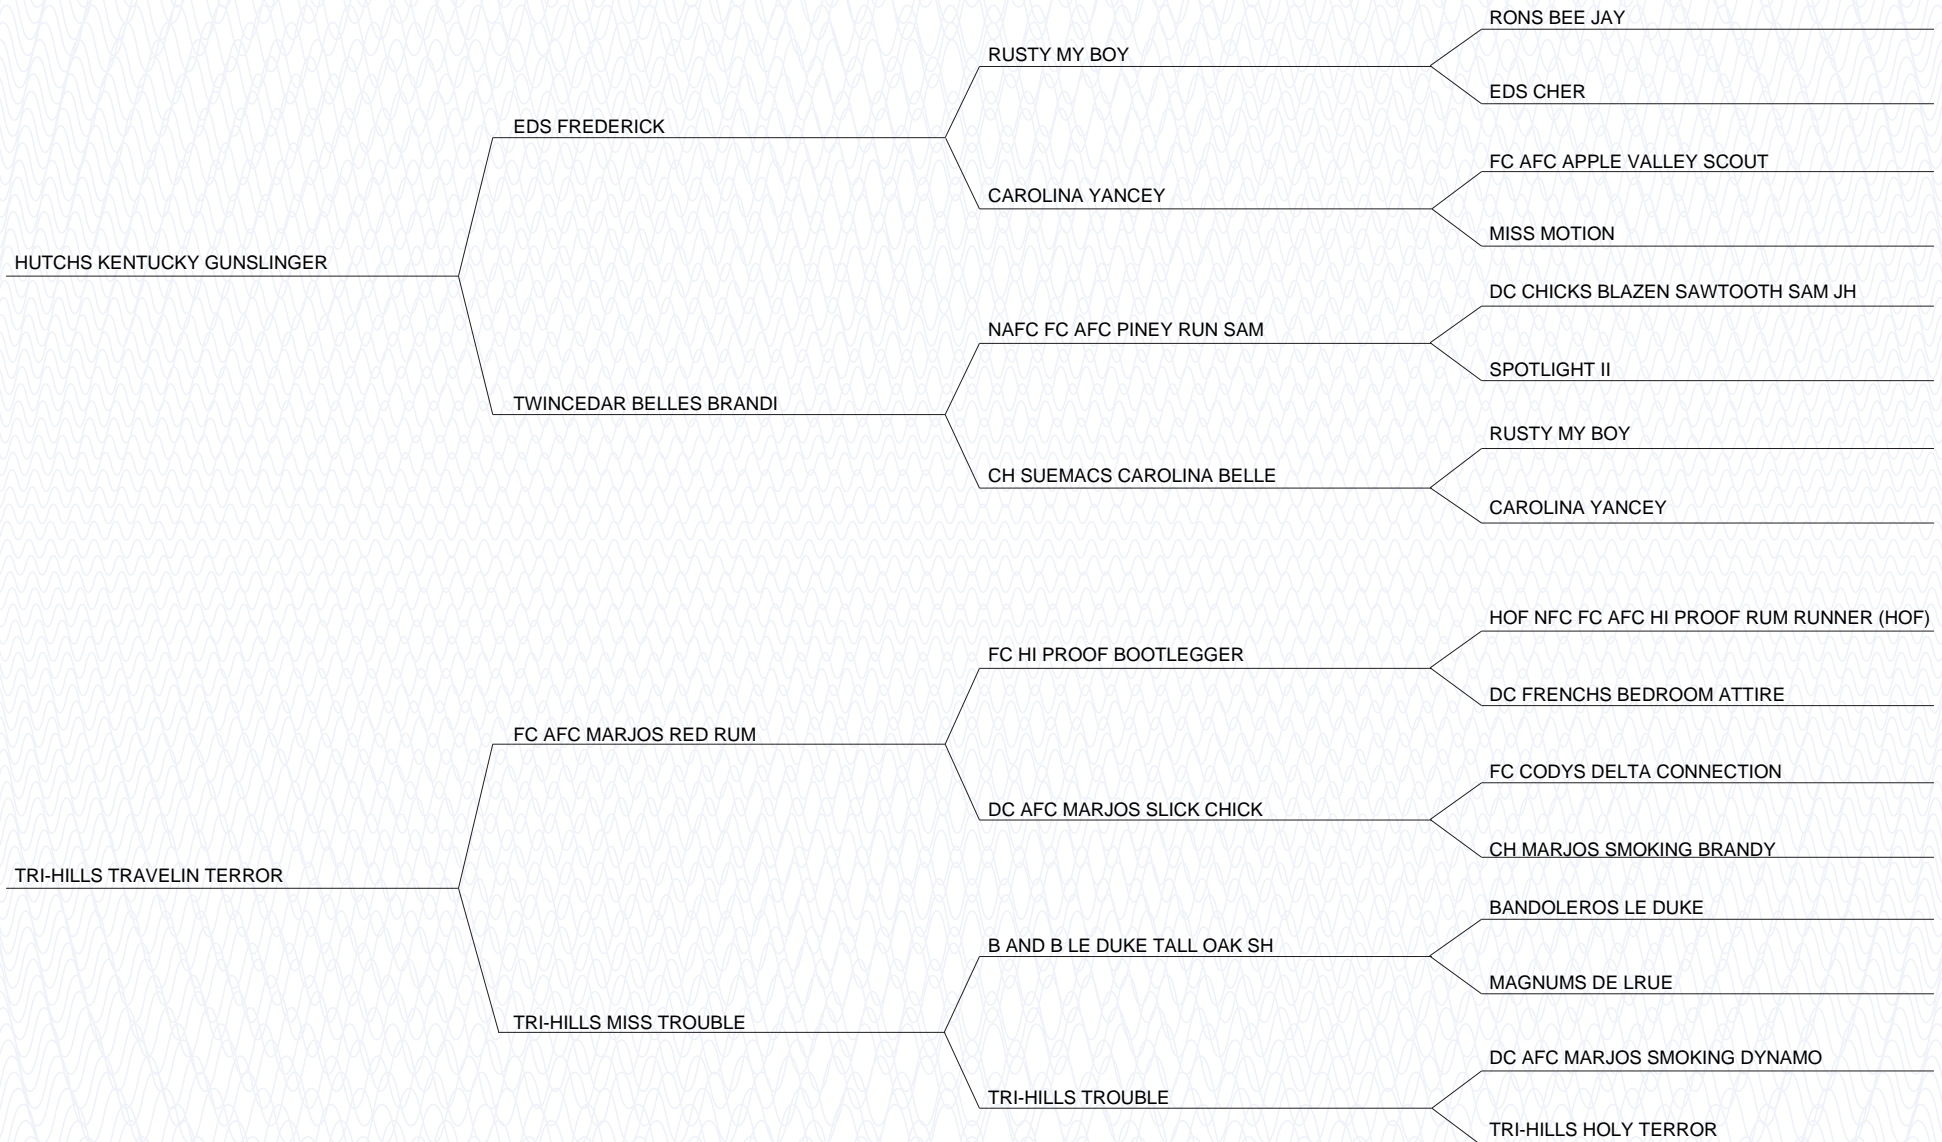 RONS BEE JAY
RUSTY MY BOY
EDS CHER
EDS FREDERICK
FC AFC APPLE VALLEY SCOUT
CAROLINA YANCEY
MISS MOTION
HUTCHS KENTUCKY GUNSLINGER
DC CHICKS BLAZEN SAWTOOTH SAM JH
NAFC FC AFC PINEY RUN SAM
SPOTLIGHT II
TWINCEDAR BELLES BRANDI
RUSTY MY BOY
CH SUEMACS CAROLINA BELLE
CAROLINA YANCEY
HOF NFC FC AFC HI PROOF RUM RUNNER (HOF)
FC HI PROOF BOOTLEGGER
DC FRENCHS BEDROOM ATTIRE
FC AFC MARJOS RED RUM
FC CODYS DELTA CONNECTION
DC AFC MARJOS SLICK CHICK
CH MARJOS SMOKING BRANDY
TRI-HILLS TRAVELIN TERROR
BANDOLEROS LE DUKE
B AND B LE DUKE TALL OAK SH
MAGNUMS DE LRUE
TRI-HILLS MISS TROUBLE
DC AFC MARJOS SMOKING DYNAMO
TRI-HILLS TROUBLE
TRI-HILLS HOLY TERROR